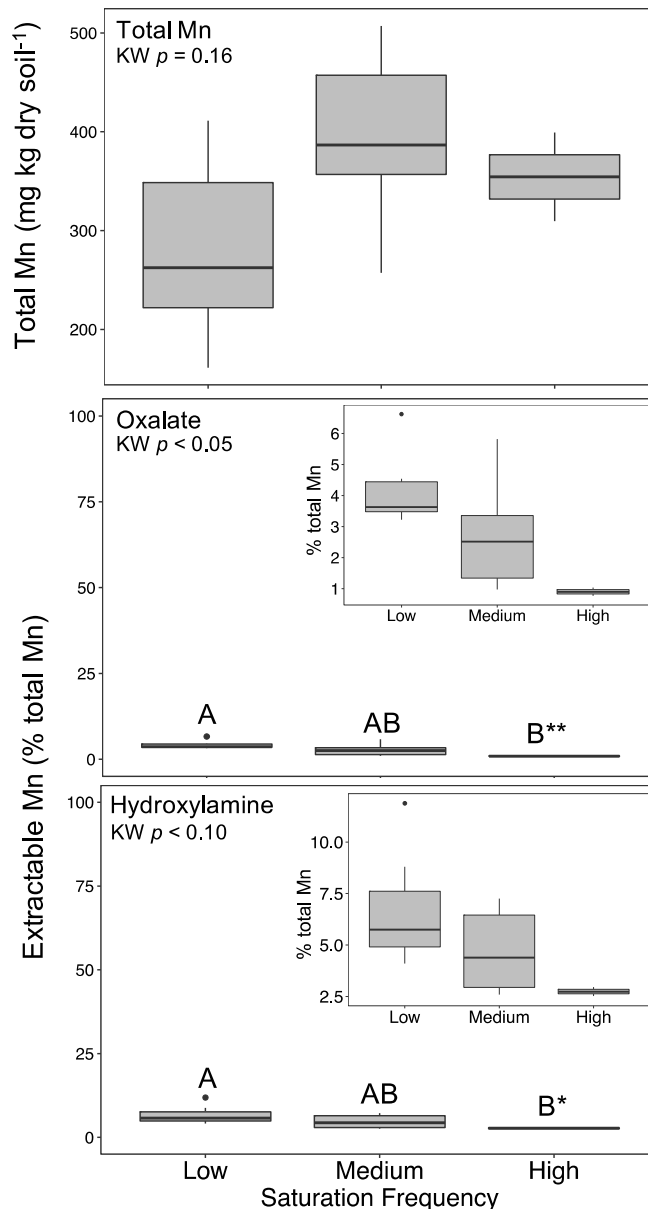 Total Mn (mg kg dry soil⁻¹)
Total Mn
KW p = 0.16
500
400
300
200
Extractable Mn (% total Mn)
Oxalate
KW p < 0.05
100
75
50
25
0
% total Mn
6
5
4
3
2
1
Low Medium High
A AB B**
Hydroxylamine
KW p < 0.10
100
75
50
25
0
% total Mn
10.0
7.5
5.0
2.5
Low Medium High
A AB B*
Low Medium High
Saturation Frequency